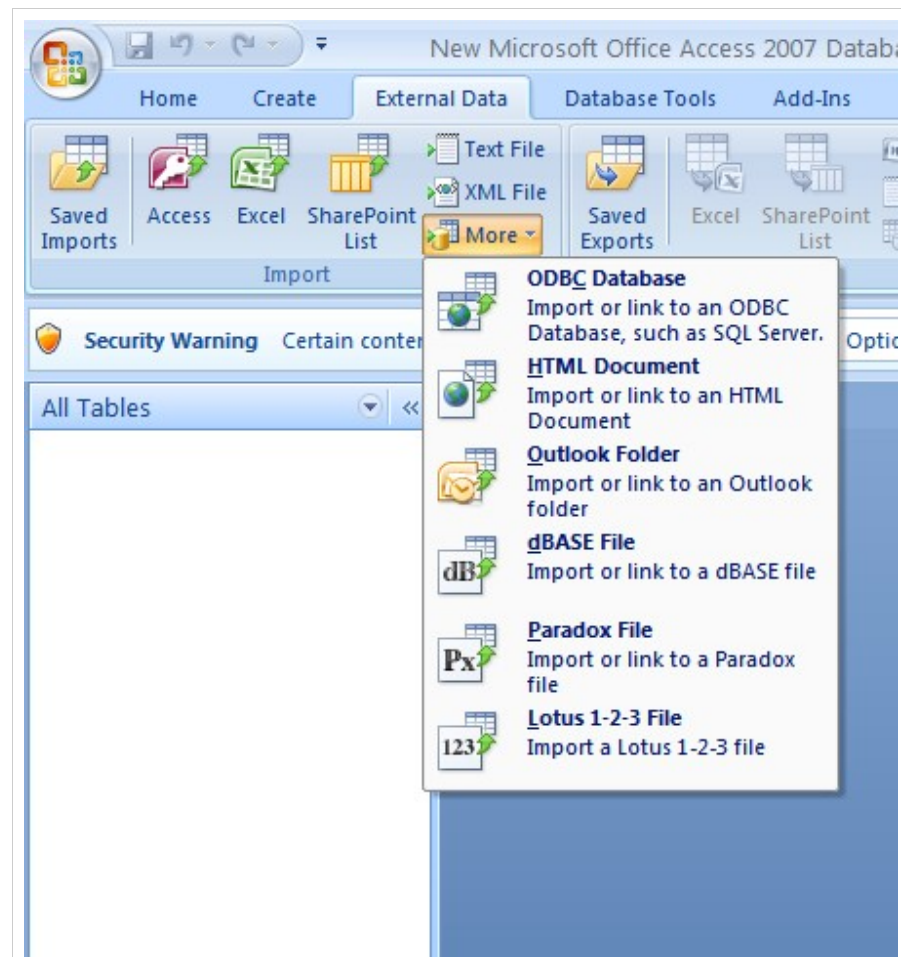 New Microsoft Office Access 2007
Home Create External Data Database Tools Add-Ins
Saved Imports
Access
Excel
SharePoint List
Text File
XML File
More
Saved Exports
Excel
SharePoint List
Import
Security Warning Certain
All Tables
ODBC Database
Import or link to an ODBC
Database, such as SQL Server.
HTML Document
Import or link to an HTML
Document
Outlook Folder
Import or link to an Outlook
folder
dBASE File
Import or link to a dBASE file
Paradox File
Import or link to a Paradox
file
Lotus 1-2-3 File
Import a Lotus 1-2-3 file
dB
Px
123